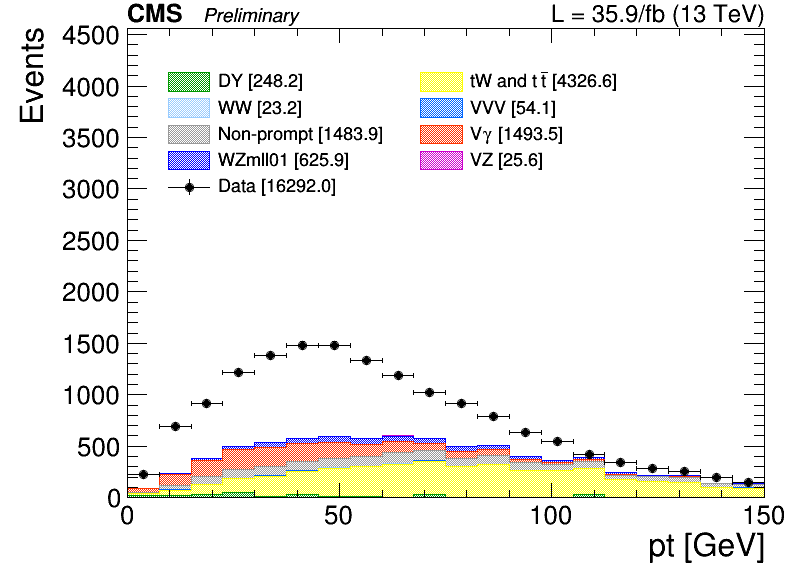 CMS Preliminary L = 35.9/fb (13 TeV)
Events
4500
4000
3500
3000
2500
2000
1500
1000
500
0
DY [248.2]
WW [23.2]
Non-prompt [1483.9]
WZmll01 [625.9]
Data [16292.0]
tW and t t̅ [4326.6]
VVV [54.1]
Vγ [1493.5]
VZ [25.6]
0 50 100 150
pt [GeV]